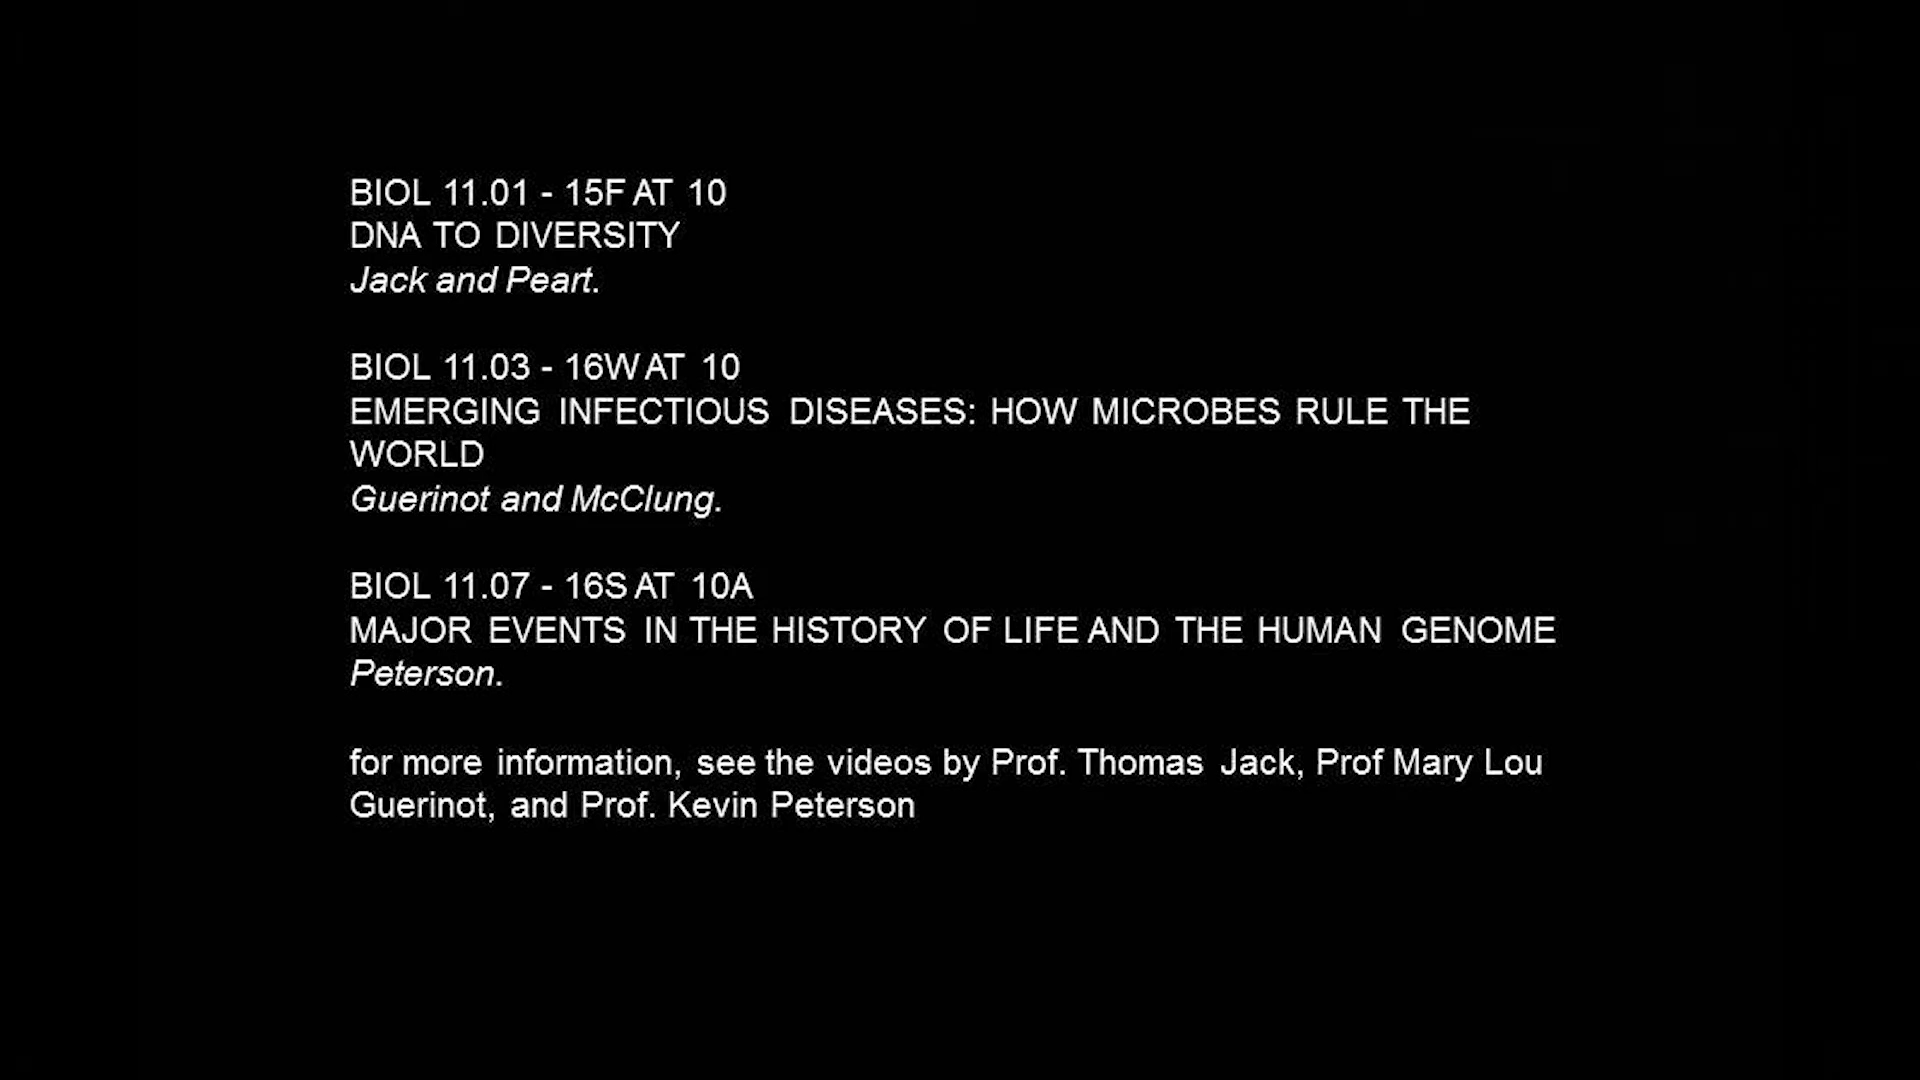 BIOL 11.01 - 15F AT 10
DNA TO DIVERSITY
Jack and Peart.
BIOL 11.03 - 16W AT 10
EMERGING INFECTIOUS DISEASES: HOW MICROBES RULE THE
WORLD
Guerinot and McClung.
BIOL 11.07 - 16S AT 10A
MAJOR EVENTS IN THE HISTORY OF LIFE AND THE HUMAN GENOME
Peterson.
for more information, see the videos by Prof. Thomas Jack, Prof Mary Lou
Guerinot, and Prof. Kevin Peterson